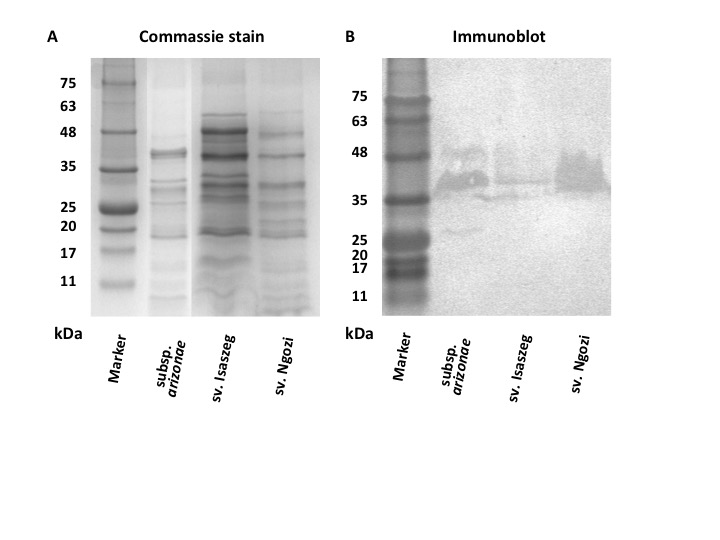 A Commassie stain
75
63
48
35
25
20
17
11
kDa
Marker
subsp.
arizonae
sv. Isaszeg
sv. Ngozi
B Immunoblot
75
63
48
35
25
20
17
11
kDa
Marker
subsp.
arizonae
sv. Isaszeg
sv. Ngozi